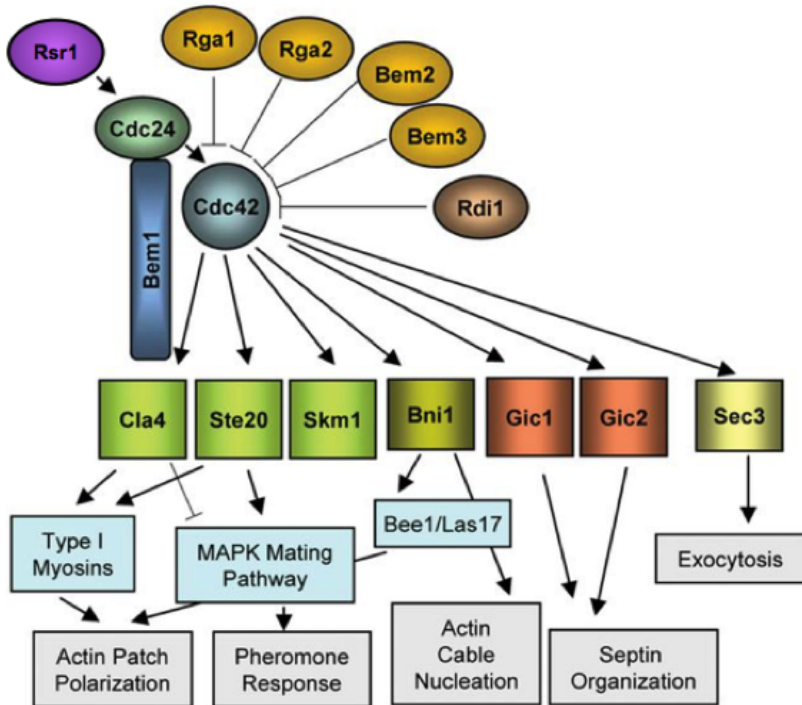 Rsr1
Rga1
Rga2
Bem2
Cdc24
Bem3
Cdc42
Rdi1
Bem1
Cla4
Ste20
Skm1
Bni1
Gic1
Gic2
Sec3
Type I
Myosins
MAPK Mating
Pathway
Bee1/Las17
Exocytosis
Actin Patch
Polarization
Pheromone
Response
Actin
Cable
Nucleation
Septin
Organization